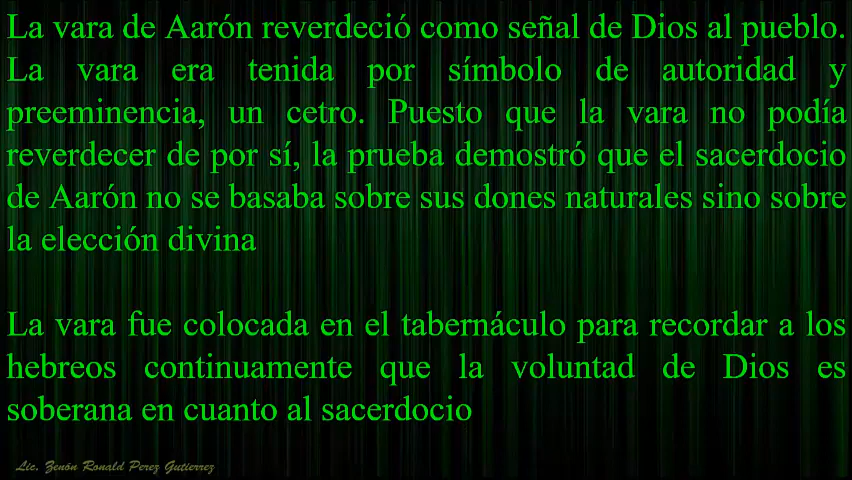 La vara de Aarón reverdeció como señal de Dios al pueblo.
La vara era tenida por símbolo de autoridad y
preeminencia, un cetro. Puesto que la vara no podía
reverdecer de por sí, la prueba demostró que el sacerdocio
de Aarón no se basaba sobre sus dones naturales sino sobre
la elección divina
La vara fue colocada en el tabernáculo para recordar a los
hebreos continuamente que la voluntad de Dios es
soberana en cuanto al sacerdocio
Lic. Zenón Ronald Perez Gutierrez